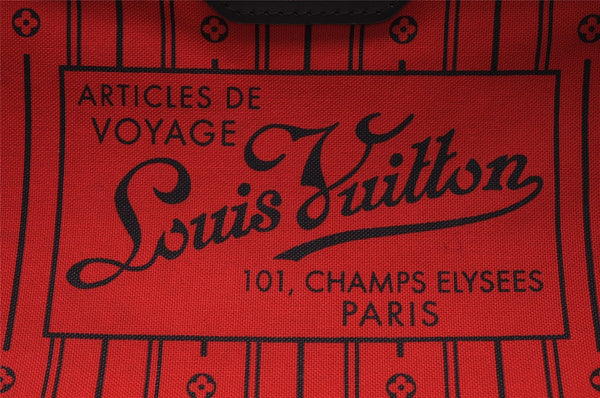 ARTICLES DE
VOYAGE
Louis Vuitton
101, CHAMPS ELYSEES
PARIS